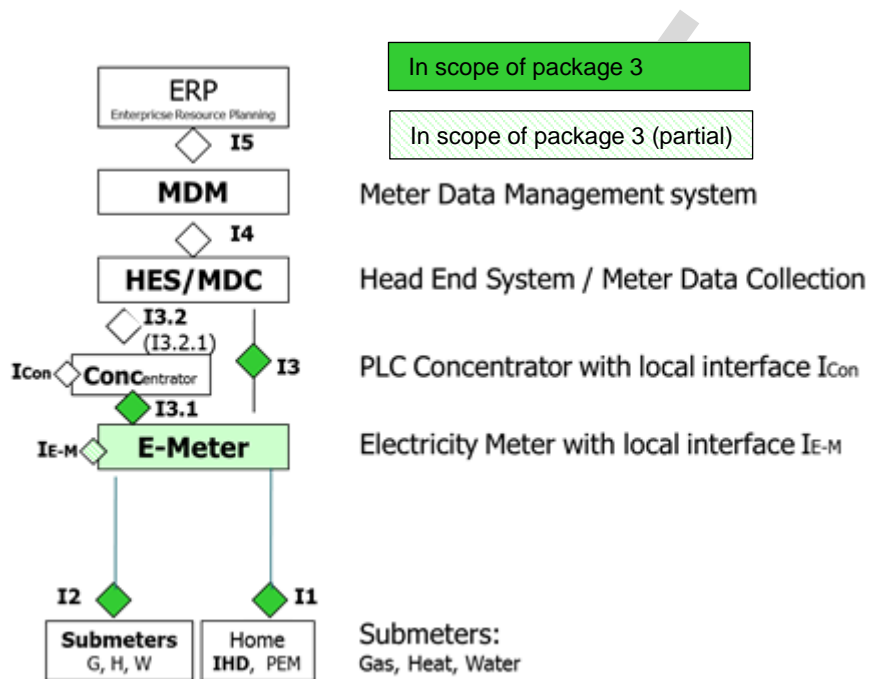 In scope of package 3
In scope of package 3 (partial)
ERP
Enterpricse Resource Planning
I5
MDM
Meter Data Management system
I4
HES/MDC
Head End System / Meter Data Collection
I3.2
(I3.2.1)
I3
ICon
Concentrator
PLC Concentrator with local interface ICon
I3.1
IE-M
E-Meter
Electricity Meter with local interface IE-M
I2
I1
Submeters
G, H, W
Home
IHD, PEM
Submeters:
Gas, Heat, Water